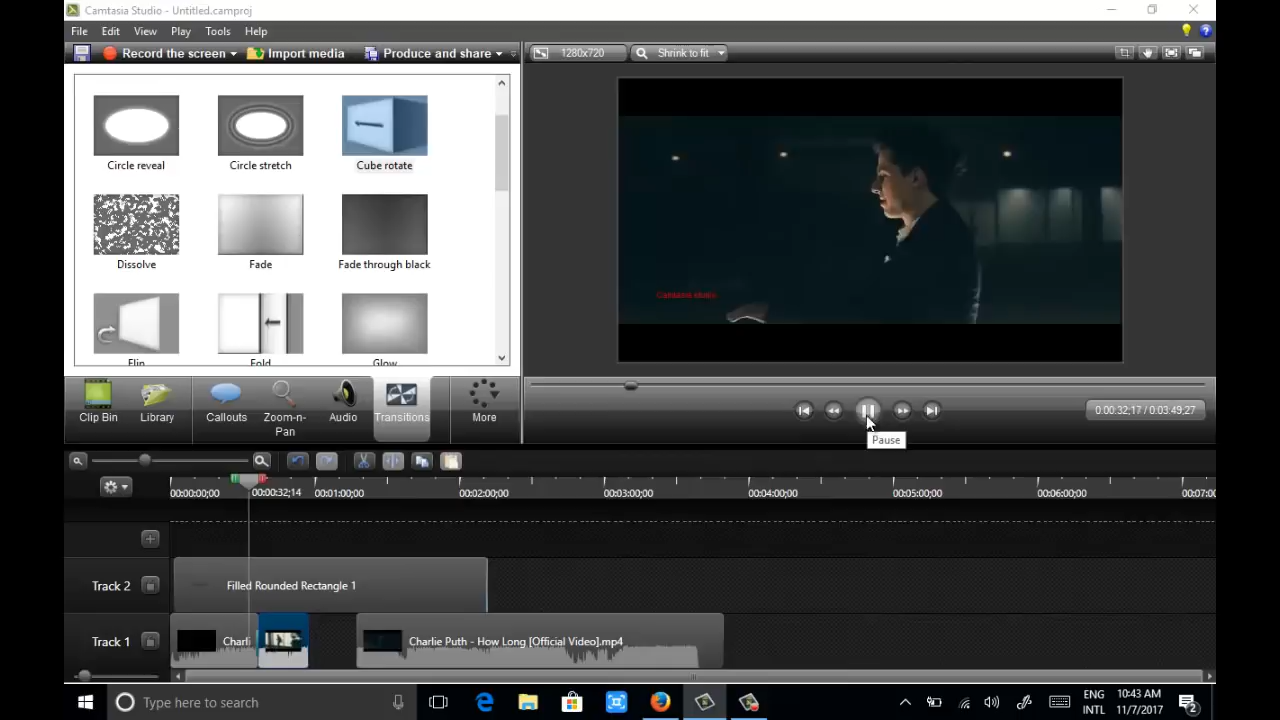 Camtasia Studio - Untitled.camproj
File Edit View Play Tools Help
Record the screen Import media Produce and share 1280x720 Shrink to fit
Circle reveal Circle stretch Cube rotate
Dissolve Fade Fade through black
Flip Fold Glow
Camtasia studio
Clip Bin Library Callouts Zoom-n-Pan Audio Transitions More
0:00:32,17 / 0:03:49,27
Pause
00:00:00;00 00:00:32;14 00:01:00;00 00:02:00;00 00:03:00;00 00:04:00;00 00:05:00;00 00:06:00;00 00:07:0
Track 2 Filled Rounded Rectangle 1
Track 1 Charli Charlie Puth - How Long [Official Video].mp4
Type here to search
ENG 10:43 AM
INTL 11/7/2017 2